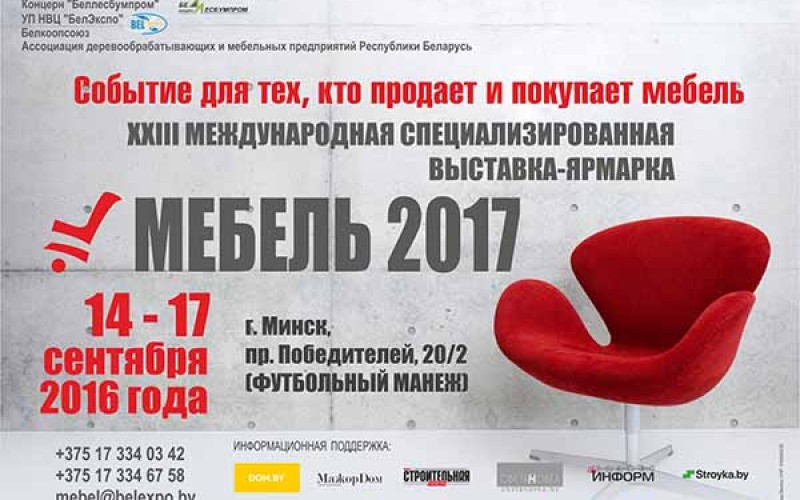 Концерн "Беллесбумпром"
УП НВЦ "БелЭкспо"
БЕЛЛЕСБУМПРОМ
BEL
Белкоопсоюз
Ассоциация деревообрабатывающих и мебельных предприятий Республики Беларусь
Событие для тех, кто продает и покупает мебель
XXIII МЕЖДУНАРОДНАЯ СПЕЦИАЛИЗИРОВАННАЯ
ВЫСТАВКА-ЯРМАРКА
МЕБЕЛЬ 2017
14 - 17
сентября
2016 года
г. Минск,
пр. Победителей, 20/2
(ФУТБОЛЬНЫЙ МАНЕЖ)
+375 17 334 03 42
+375 17 334 67 58
mebel@belexpo.by
ИНФОРМАЦИОННАЯ ПОДДЕРЖКА:
DOM.BY
МажорДом
СТРОИТЕЛЬНАЯ
ИНФОРМ
Stroyka.by